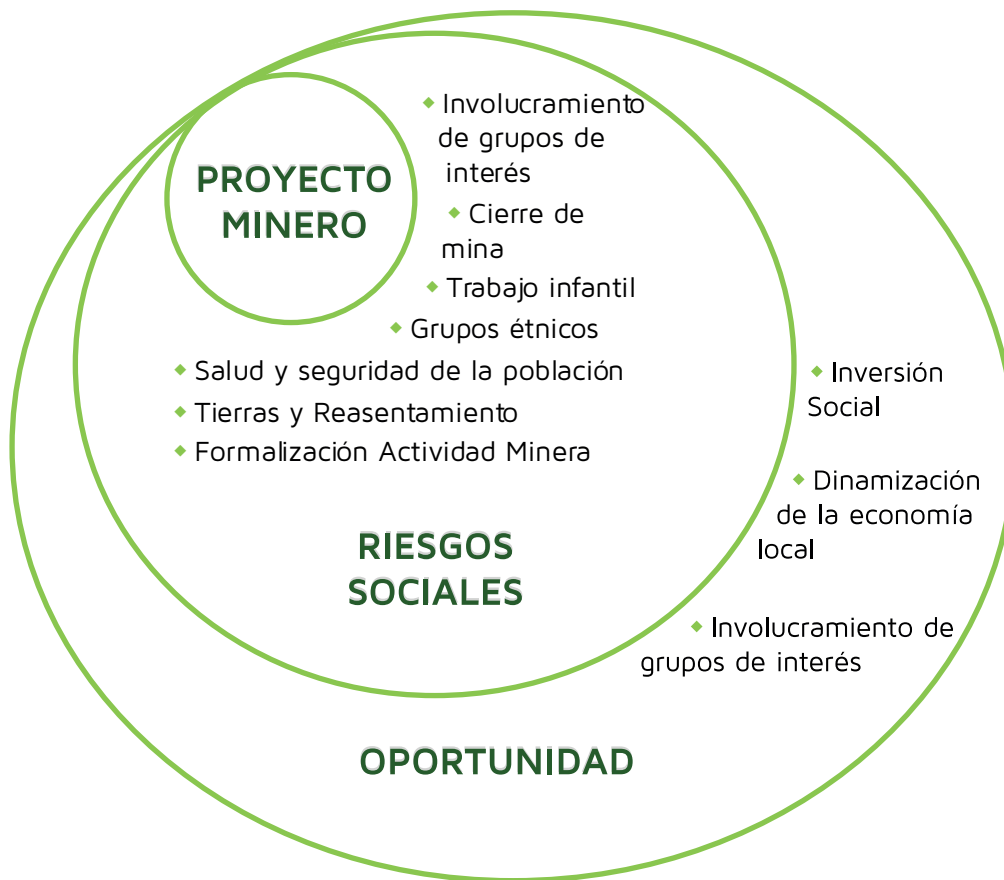 PROYECTO
MINERO
◆ Involucramiento
de grupos de
interés
◆ Cierre de
mina
◆ Trabajo infantil
◆ Grupos étnicos
◆ Salud y seguridad de la población
◆ Tierras y Reasentamiento
◆ Formalización Actividad Minera
RIESGOS
SOCIALES
◆ Inversión
Social
◆ Dinamización
de la economía
local
◆ Involucramiento de
grupos de interés
OPORTUNIDAD